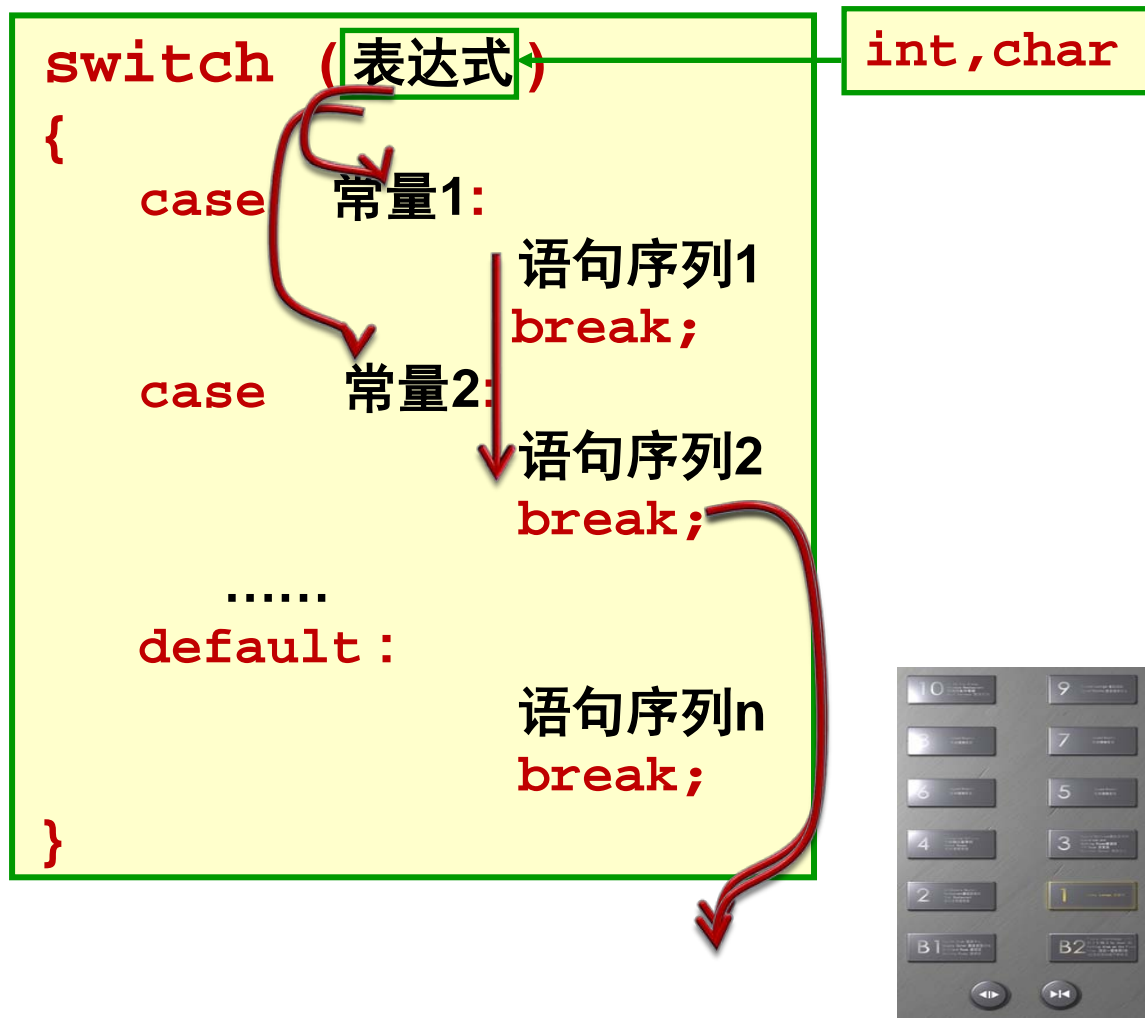 switch (表达式)
int,char
{
case 常量1:
语句序列1
break;
case 常量2:
语句序列2
break;
……
default:
语句序列n
break;
}
10 9
8 7
6 5
4 3
2 1
B1 B2